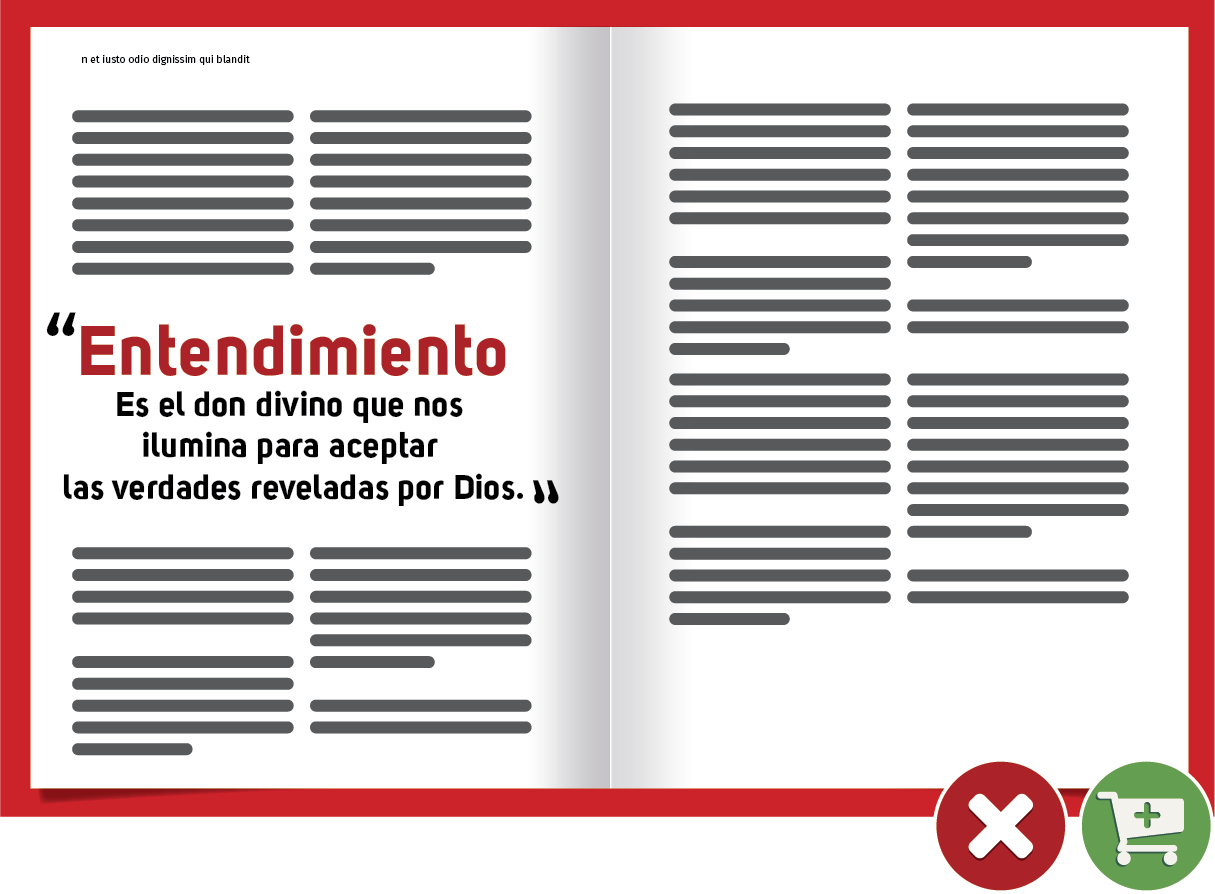 n et iusto odio dignissim qui blandit
“Entendimiento
Es el don divino que nos
ilumina para aceptar
las verdades reveladas por Dios.”